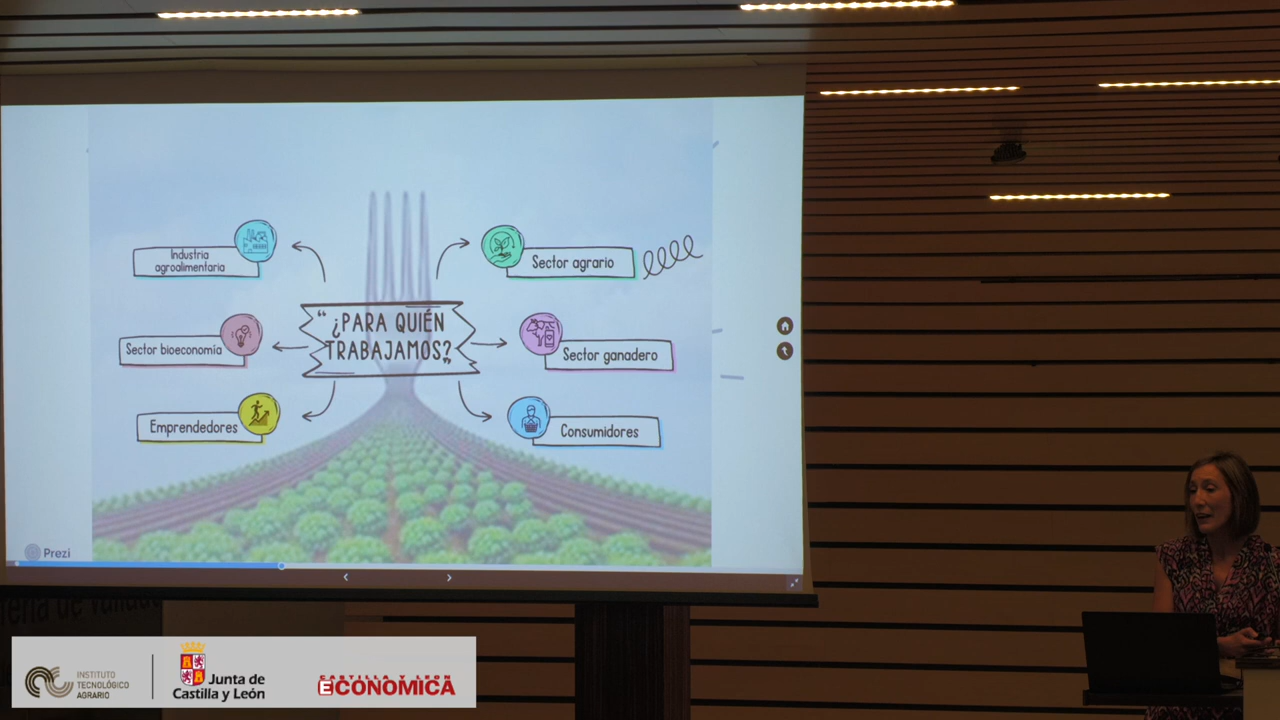 Industria
agroalimentaria
Sector agrario
“ ¿PARA QUIÉN
TRABAJAMOS? ”
Sector bioeconomía
Sector ganadero
Emprendedores
Consumidores
Prezi
INSTITUTO
TECNOLÓGICO
AGRARIO
Junta de
Castilla y León
CASTILLA Y LEÓN
ECONÓMICA